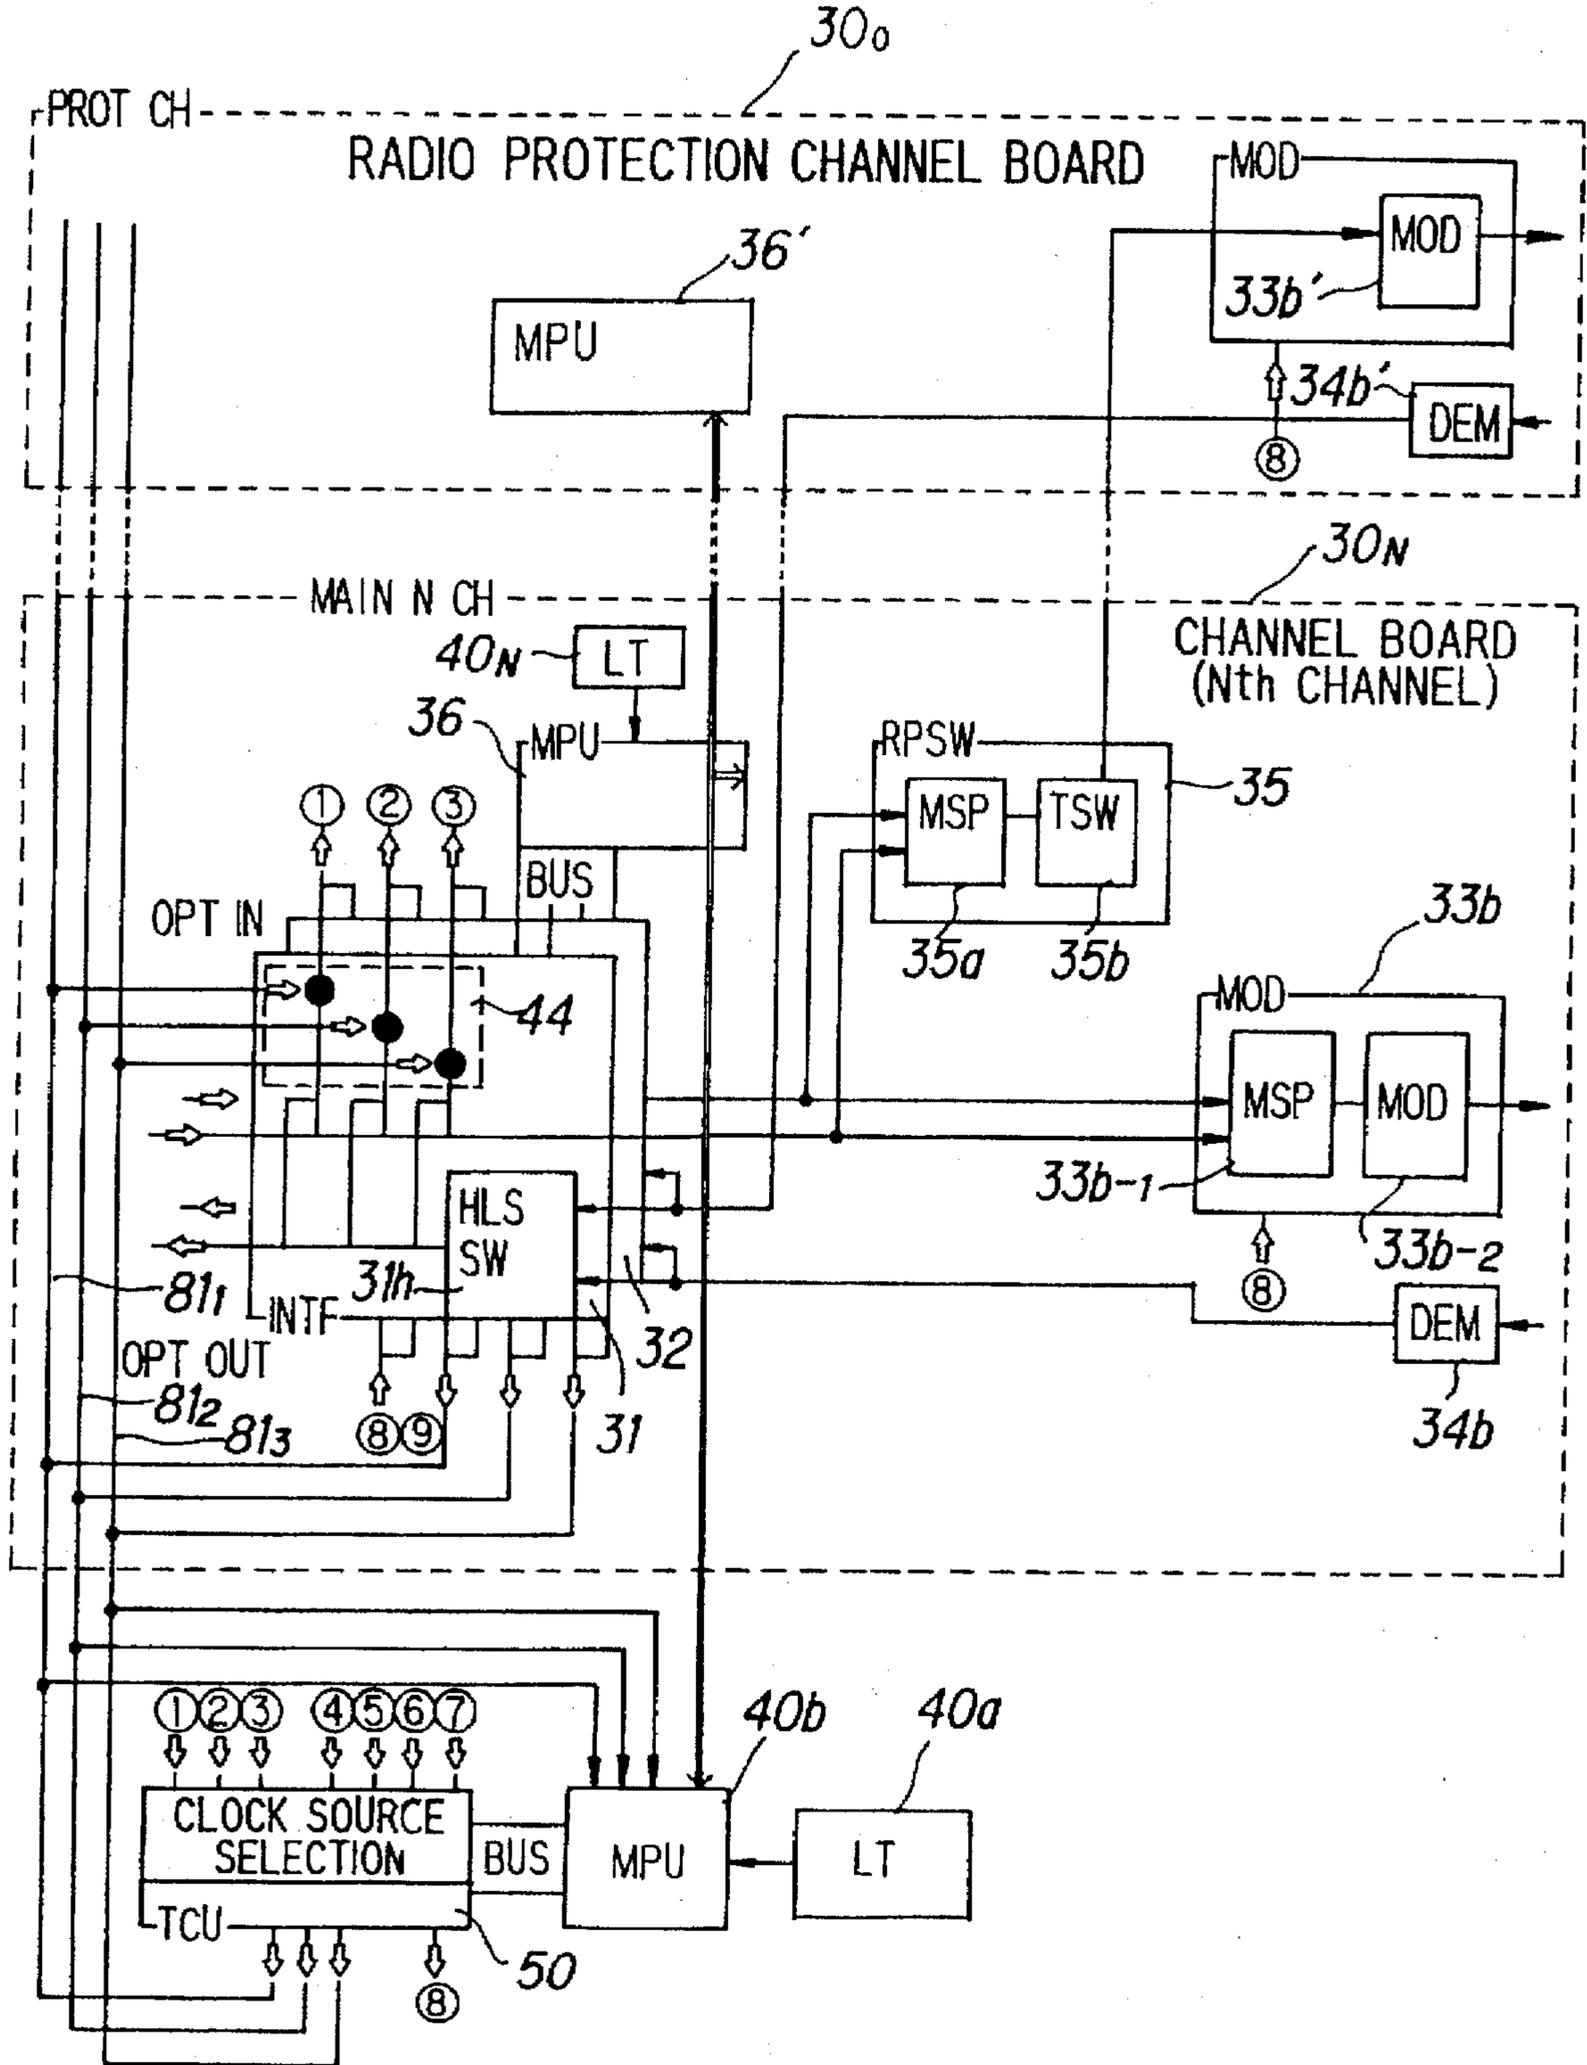 30₀
PROT CH
RADIO PROTECTION CHANNEL BOARD
MOD
MOD
36′
33b′
MPU
34b′
DEM
⑧
30N
MAIN N CH
CHANNEL BOARD
(Nth CHANNEL)
40N
LT
36
MPU
RPSW
35
MSP
TSW
① ② ③
BUS
OPT IN
35a
35b
33b
MOD
44
MSP
MOD
33b-1
33b-2
HLS
SW
31h
⑧
81₁
INTF
32
DEM
OPT OUT
81₂
81₃
⑧⑨
31
34b
①②③ ④⑤⑥⑦
40b
40a
CLOCK SOURCE
SELECTION
BUS
MPU
LT
TCU
50
⑧